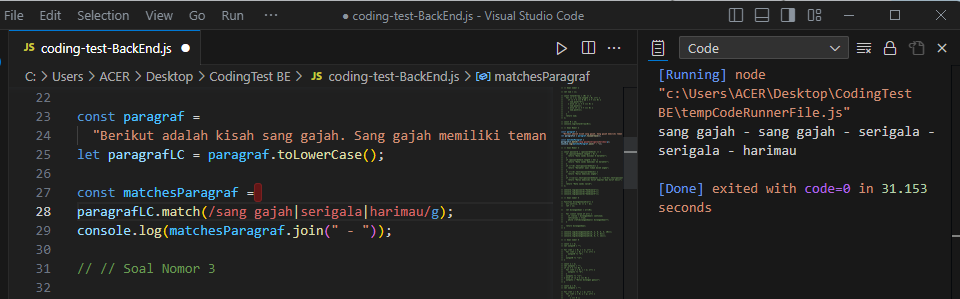 File Edit Selection View Go Run ··· ● coding-test-BackEnd.js - Visual Studio Code
JS coding-test-BackEnd.js ●
C: > Users > ACER > Desktop > CodingTest BE > JS coding-test-BackEnd.js > matchesParagraf
22
23 const paragraf =
24 "Berikut adalah kisah sang gajah. Sang gajah memiliki teman
25 let paragrafLC = paragraf.toLowerCase();
26
27 const matchesParagraf =
28 paragrafLC.match(/sang gajah|serigala|harimau/g);
29 console.log(matchesParagraf.join(" - "));
30
31 // // Soal Nomor 3
32
Code
[Running] node
"c:\Users\ACER\Desktop\CodingTest
BE\tempCodeRunnerFile.js"
sang gajah - sang gajah - serigala -
serigala - harimau
[Done] exited with code=0 in 31.153
seconds